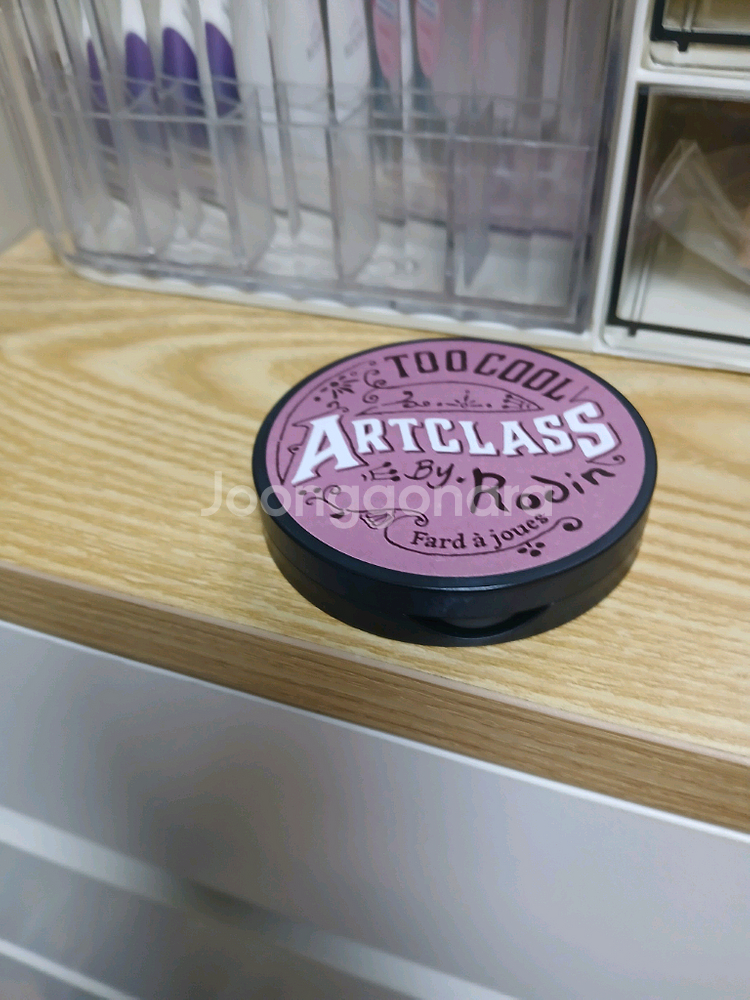 TOO COOL
ARTCLASS
By. Rodin
Fard à joues
Joonggonara